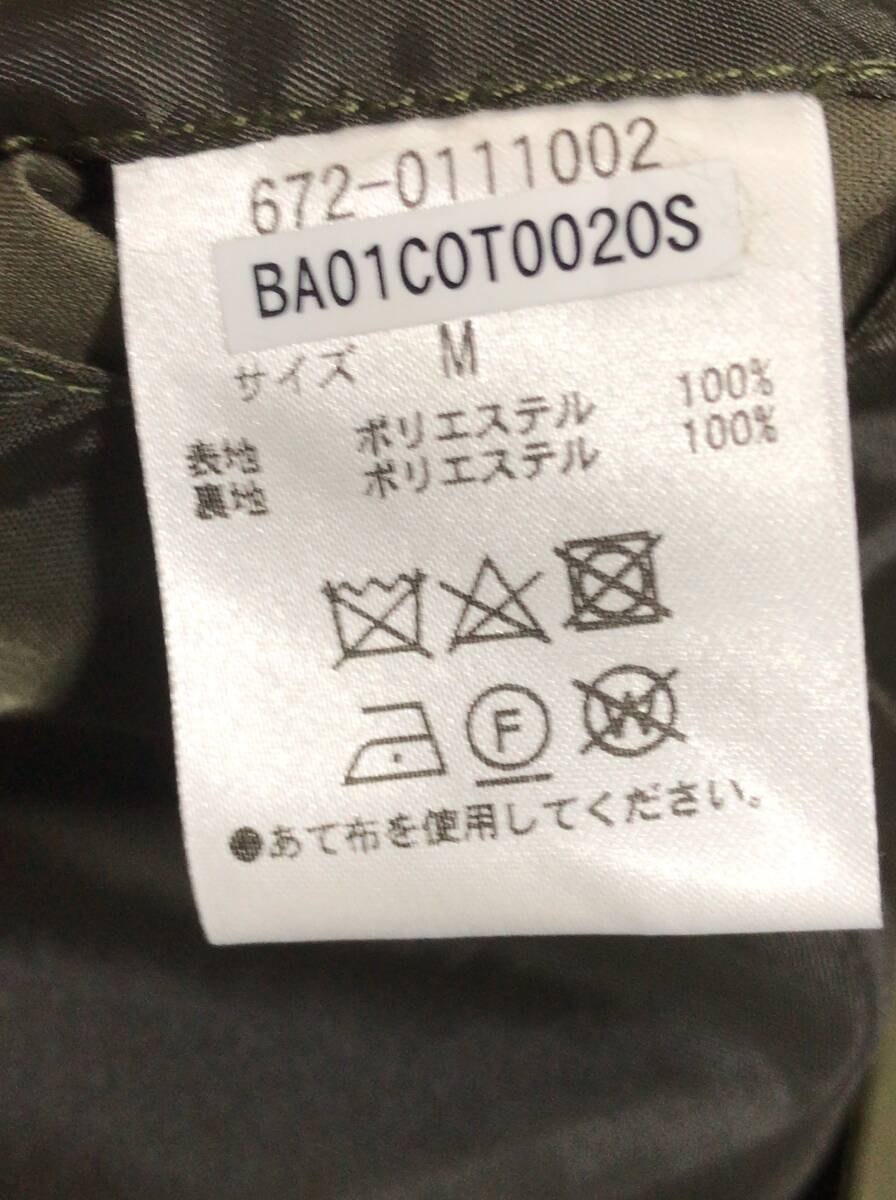 672-0111002
BA01COT0020S
サイズ M
表地 ポリエステル 100%
裏地 ポリエステル 100%
F
W
●あて布を使用してください。